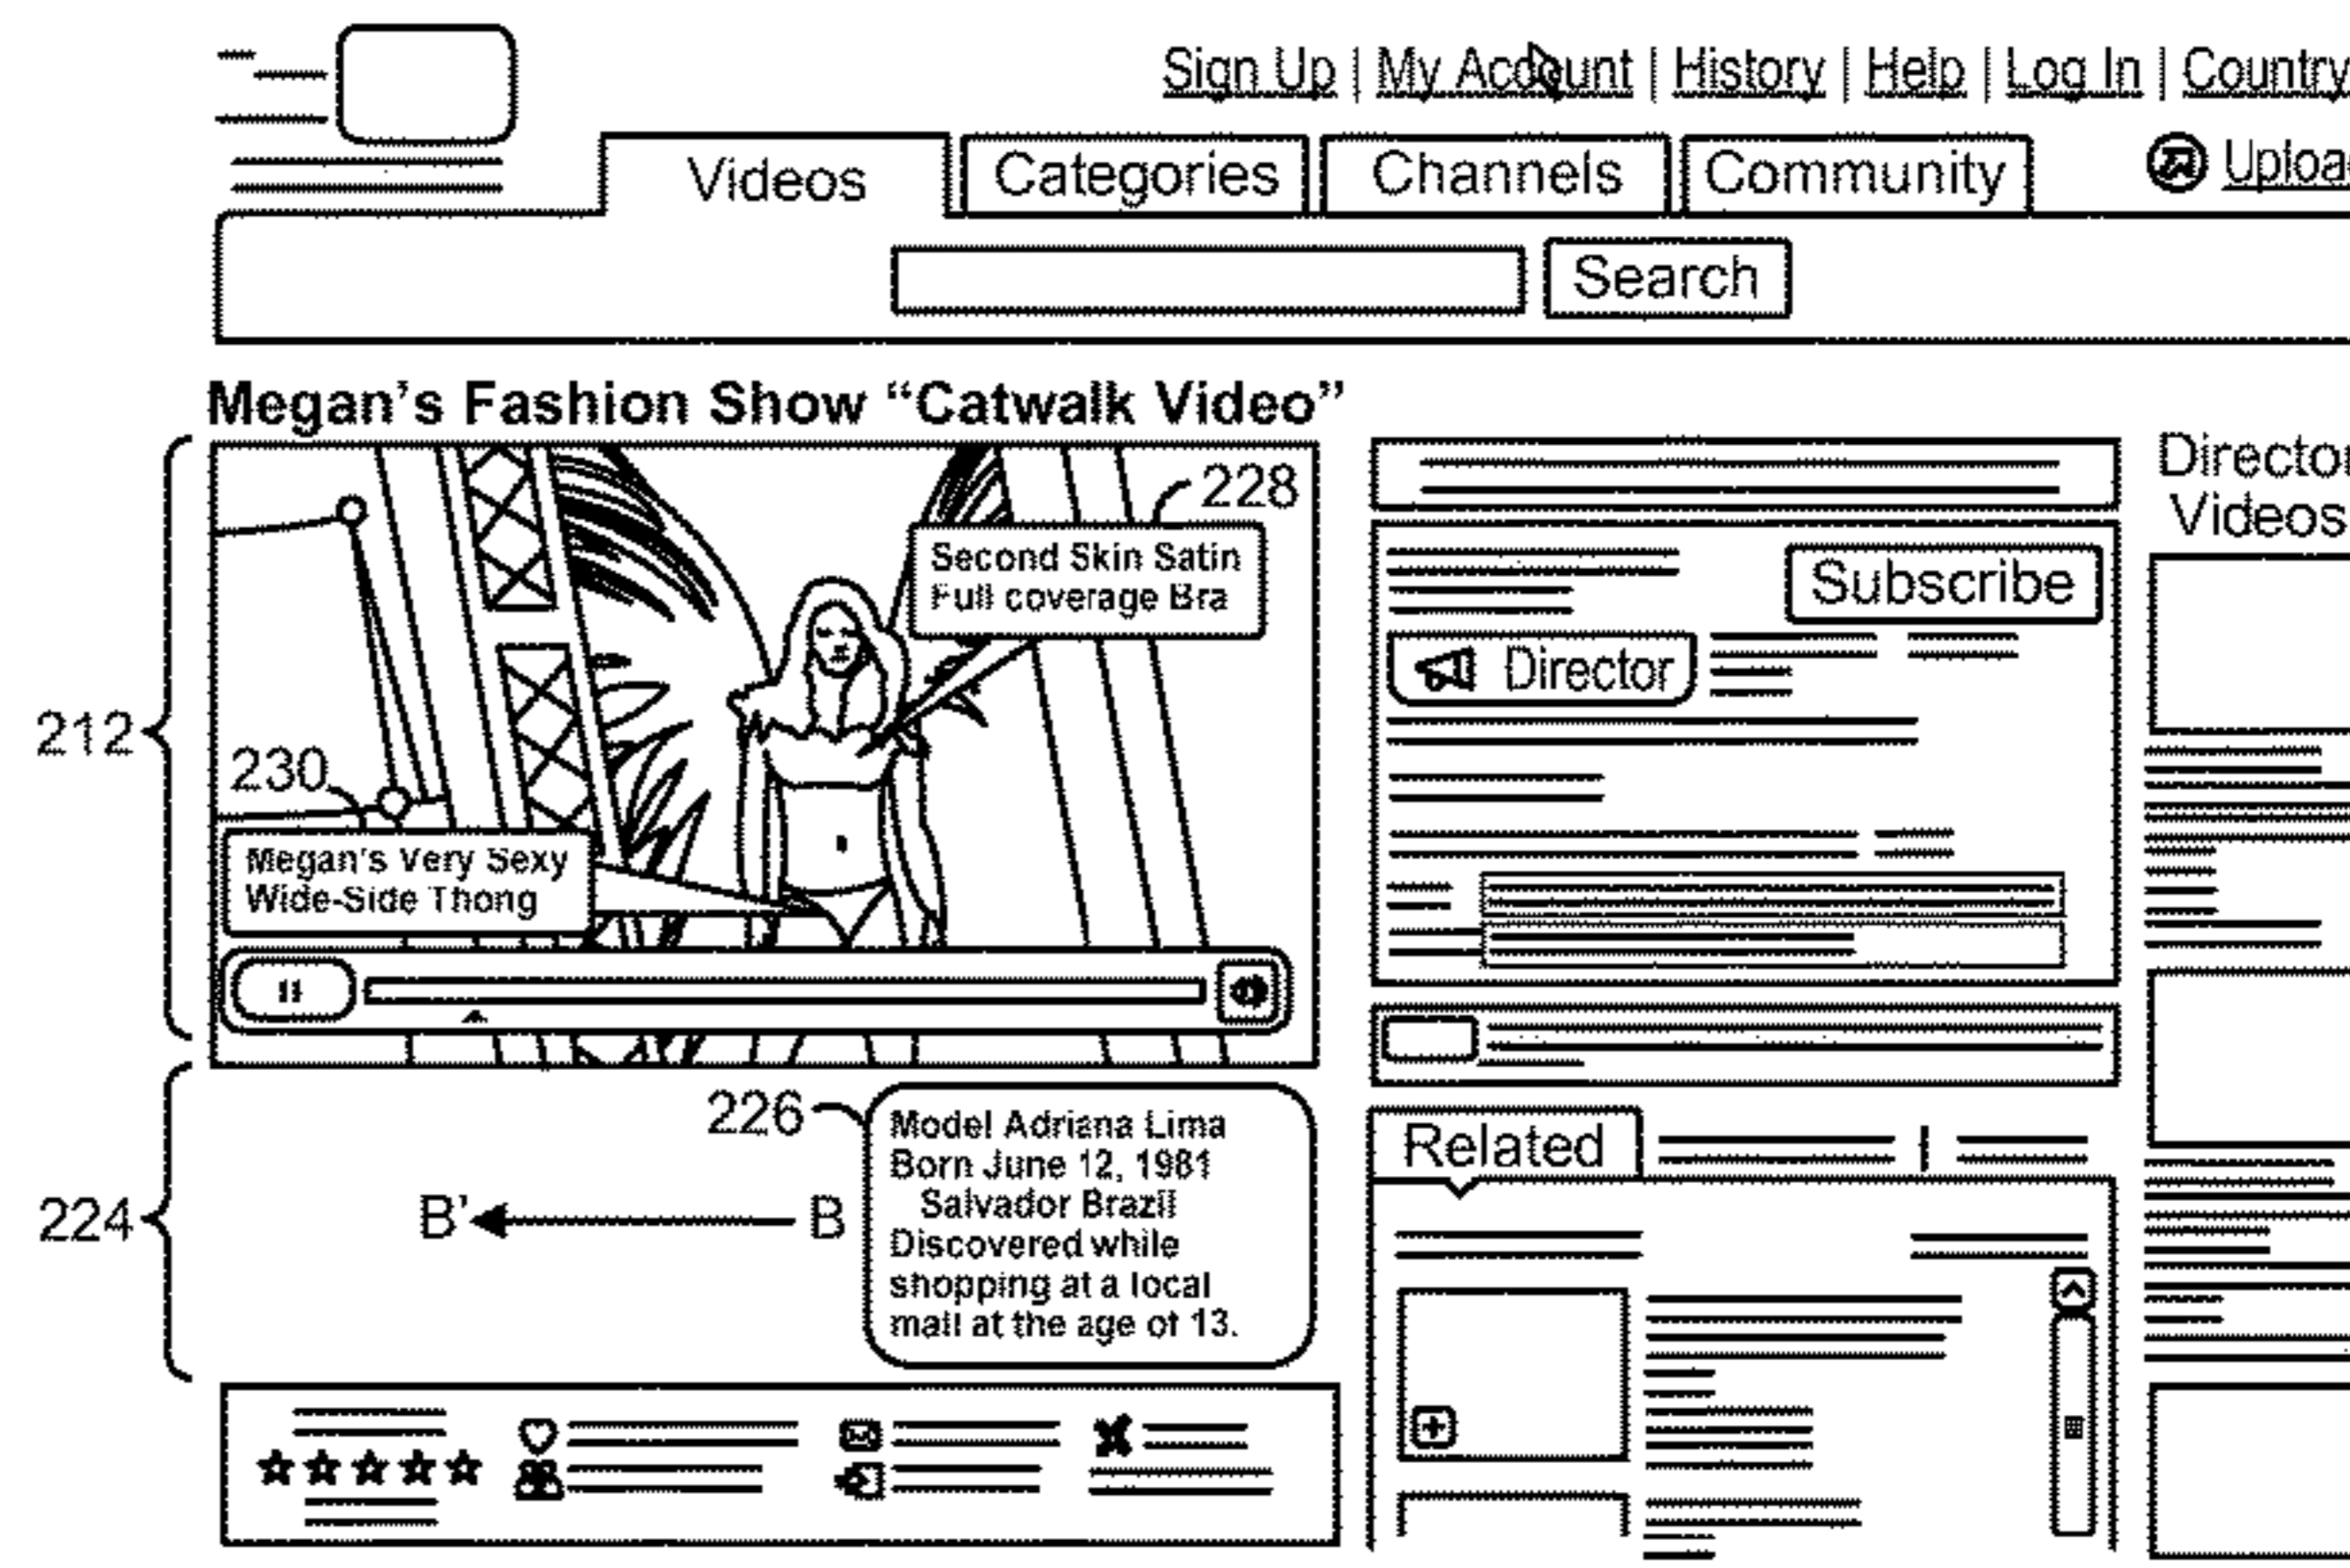 Sign Up | My Account | History | Help | Log In | Country
Videos
Categories
Channels
Community
Search
Megan's Fashion Show “Catwalk Video”
228
Second Skin Satin
Full coverage Bra
212
230
Megan's Very Sexy
Wide-Side Thong
Subscribe
Director
Videos
226
Model Adriana Lima
Born June 12, 1981
Salvador Brazil
Discovered while
shopping at a local
mall at the age of 13.
224
B' B
Related